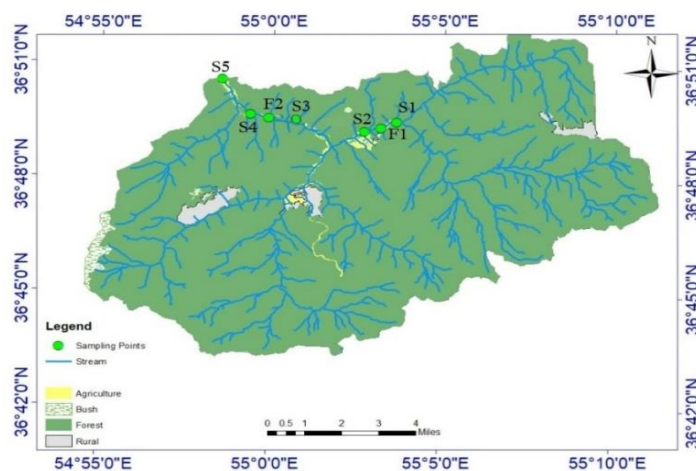 54°55'0"E 55°0'0"E 55°5'0"E 55°10'0"E
36°51'0"N 36°48'0"N 36°45'0"N 36°42'0"N
N
S5
S4 F2 S3
S2 F1 S1
36°51'0"N 36°48'0"N 36°45'0"N 36°42'0"N
Legend
Sampling Points
Stream
Agriculture
Bush
Forest
Rural
0 0.5 1 2 3 4
Miles
54°55'0"E 55°0'0"E 55°5'0"E 55°10'0"E